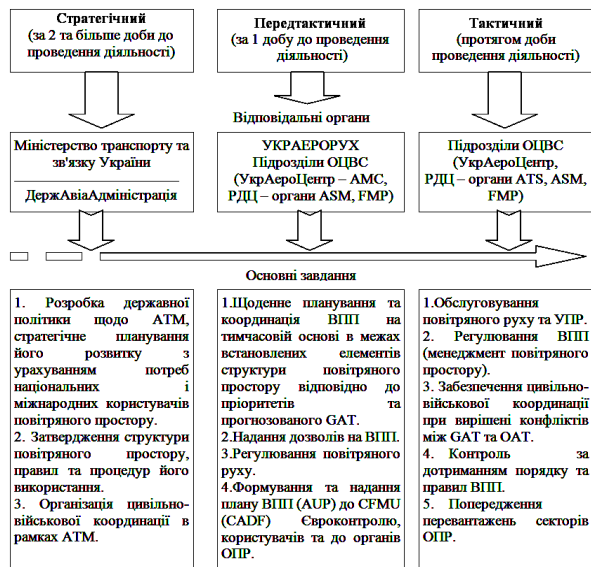 Стратегічний
(за 2 та більше доби до
проведення діяльності)
Передтактичний
(за 1 добу до проведення
діяльності)
Тактичний
(протягом доби
проведення діяльності)
Відповідальні органи
Міністерство транспорту та
зв'язку України
ДержАвіаАдміністрація
УКРАЕРОРУХ
Підрозділи ОЦВС
(УкрАероЦентр – АМС,
РДЦ – органи ASM, FMP)
Підрозділи ОЦВС
(УкрАероЦентр,
РДЦ – органи ATS, ASM,
FMP)
Основні завдання
1. Розробка державної
політики щодо АТМ,
стратегічне планування
його розвитку з
урахуванням потреб
національних і
міжнародних користувачів
повітряного простору.
2. Затвердження структури
повітряного простору,
правил та процедур його
використання.
3. Організація цивільно-
військової координації в
рамках АТМ.
1.Щоденне планування та
координація ВПП на
тимчасовій основі в межах
встановлених елементів
структури повітряного
простору відповідно до
пріоритетів та
прогнозованого GAT.
2.Надання дозволів на ВПП.
3.Регулювання повітряного
руху.
4.Формування та надання
плану ВПП (AUP) до CFMU
(CADF) Євроконтролю,
користувачів та до органів
ОПР.
1.Обслуговування
повітряного руху та УПР.
2. Регулювання ВПП
(менеджмент повітряного
простору).
3. Забезпечення цивільно-
військової координації
при вирішені конфліктів
між GAT та ОАТ.
4. Контроль за
дотриманням порядку та
правил ВПП.
5. Попередження
перевантажень секторів
ОПР.